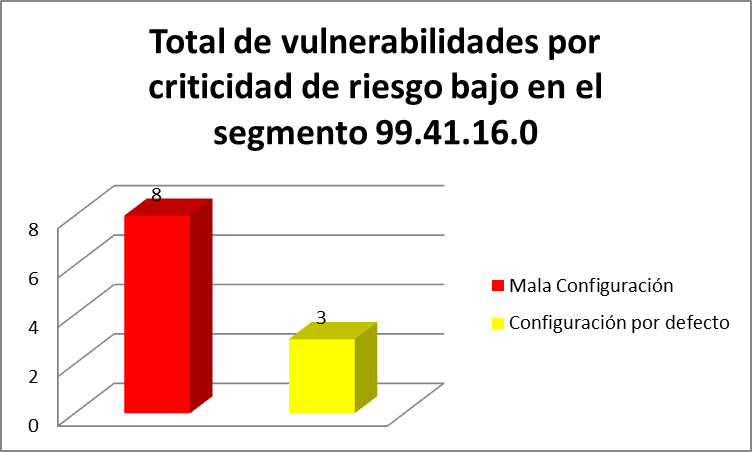 Total de vulnerabilidades por
criticidad de riesgo bajo en el
segmento 99.41.16.0
8
3
8
6
4
2
0
Mala Configuración
Configuración por defecto